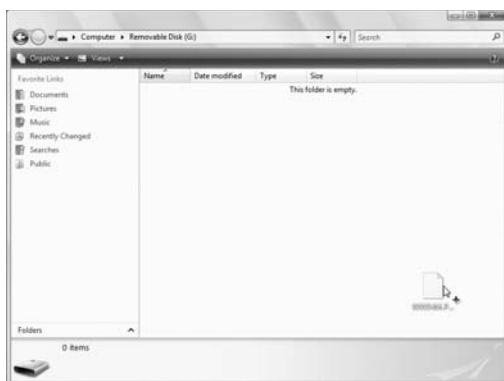 Computer ▸ Removable Disk (G:)
Search
Organize Views
Favorite Links
Name Date modified Type Size
This folder is empty.
Documents
Pictures
Music
Recently Changed
Searches
Public
Folders
0 items